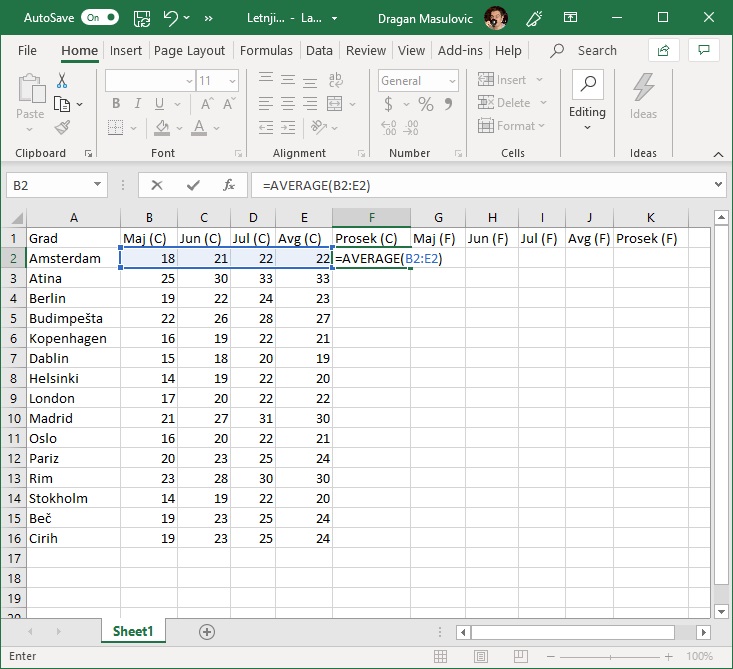 AutoSave On » Letnji... - La... Dragan Masulovic
File Home Insert Page Layout Formulas Data Review View Add-ins Help Search
Paste
Clipboard
11
B I U A A
A
Font
ab
Alignment
General
$ % 9
.00 .00
Number
Insert
Delete
Format
Cells
Editing
Ideas
Ideas
B2 fx =AVERAGE(B2:E2)
A B C D E F G H I J K
1 Grad Maj (C) Jun (C) Jul (C) Avg (C) Prosek (C) Maj (F) Jun (F) Jul (F) Avg (F) Prosek (F)
2 Amsterdam 18 21 22 22 =AVERAGE(B2:E2)
3 Atina 25 30 33 33
4 Berlin 19 22 24 23
5 Budimpešta 22 26 28 27
6 Kopenhagen 16 19 22 21
7 Dablin 15 18 20 19
8 Helsinki 14 19 22 20
9 London 17 20 22 22
10 Madrid 21 27 31 30
11 Oslo 16 20 22 21
12 Pariz 20 23 25 24
13 Rim 23 28 30 30
14 Stokholm 14 19 22 20
15 Beč 19 23 25 24
16 Cirih 19 23 25 24
17
18
19
20
Sheet1
Enter 100%